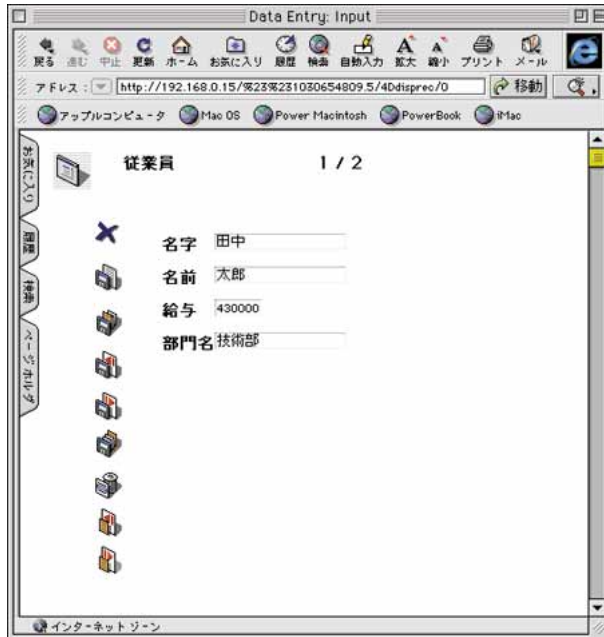 Data Entry: Input
戻る 進む 中止 更新 ホーム お気に入り 履歴 検索 自動入力 拡大 縮小 プリント メール
アドレス: http://192.168.0.15/%23%231030654809.5/4Ddisprec/0 移動
アップルコンピュータ Mac OS Power Macintosh PowerBook iMac
お気に入り
履歴
検索
ページ ホルダ
従業員 1 / 2
名字 田中
名前 太郎
給与 430000
部門名 技術部
インターネット ゾーン